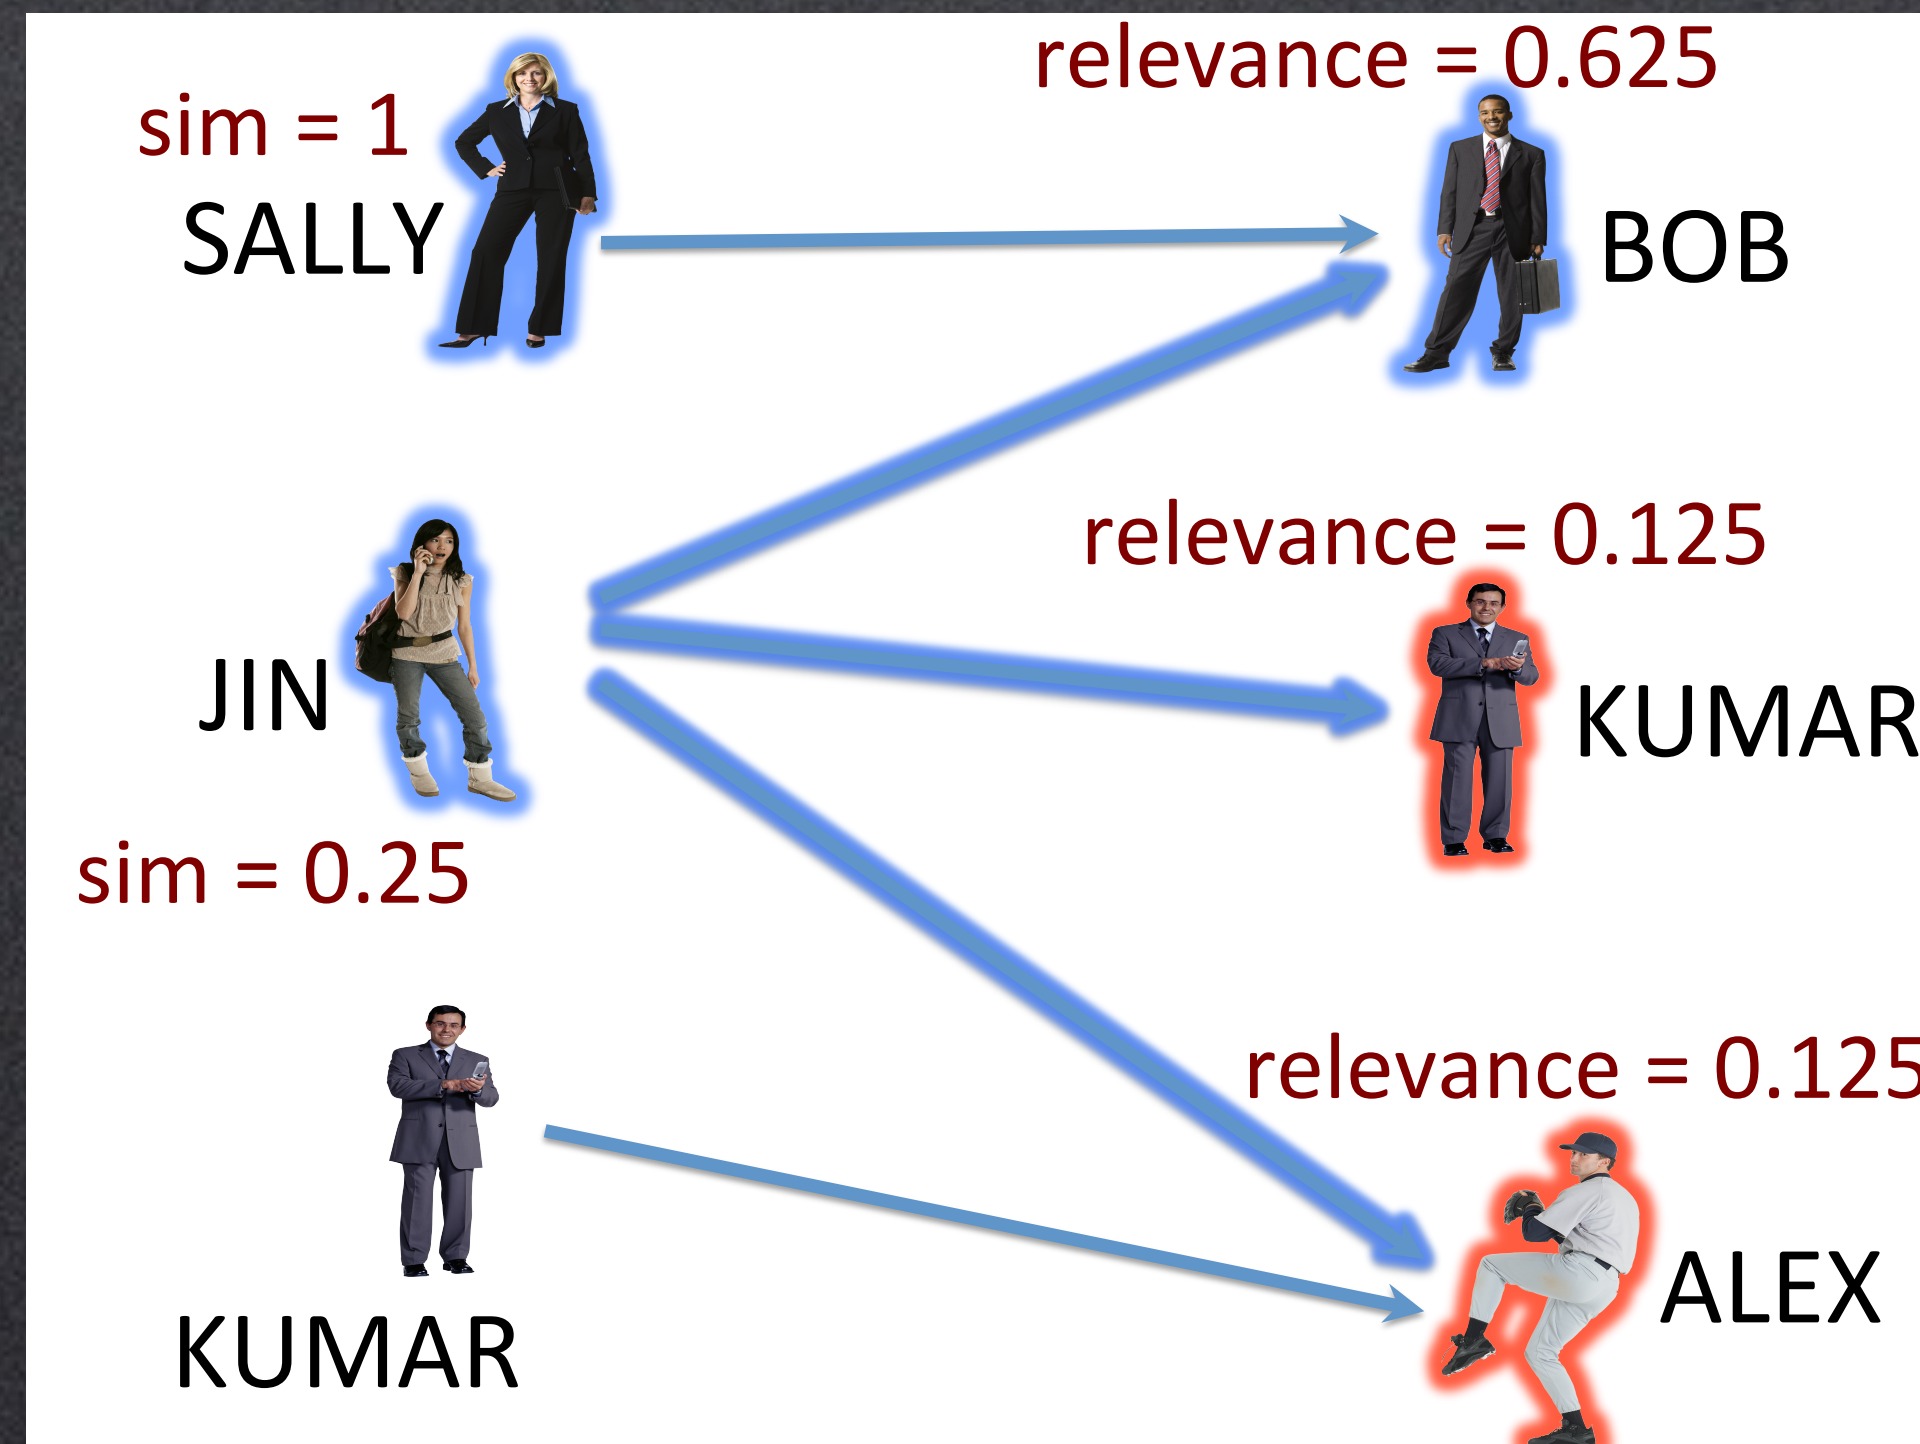 relevance = 0.625
sim = 1
SALLY
BOB
relevance = 0.125
JIN
KUMAR
sim = 0.25
relevance = 0.125
ALEX
KUMAR